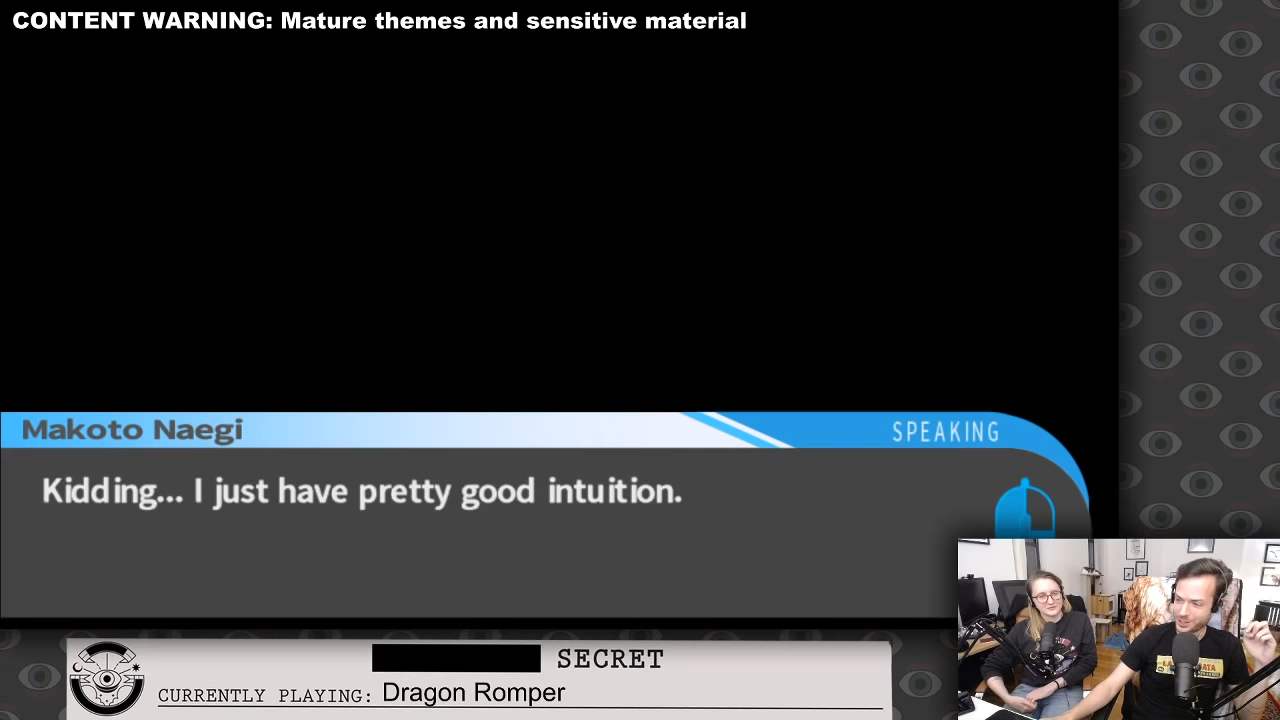 CONTENT WARNING: Mature themes and sensitive material
Makoto Naegi
SPEAKING
Kidding... I just have pretty good intuition.
SECRET
CURRENTLY PLAYING: Dragon Romper